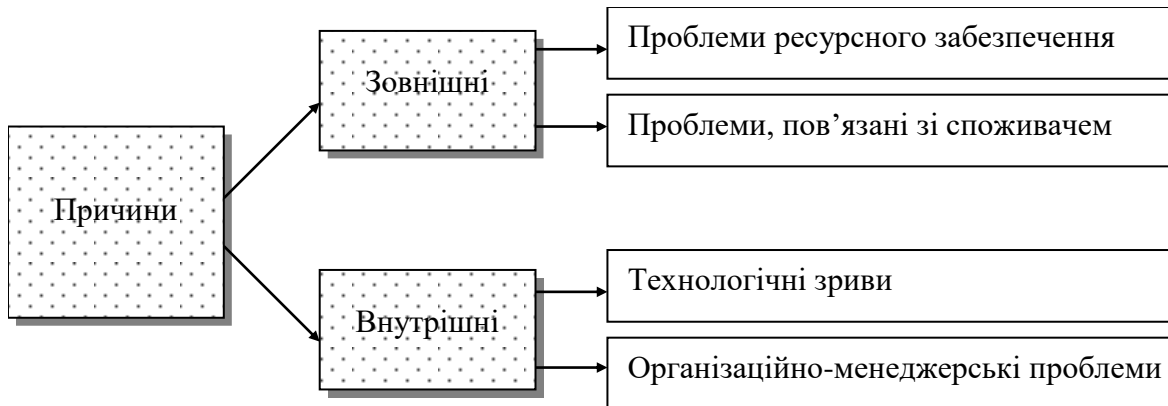 Причини
Зовнішні
Проблеми ресурсного забезпечення
Проблеми, пов’язані зі споживачем
Внутрішні
Технологічні зриви
Організаційно-менеджерські проблеми